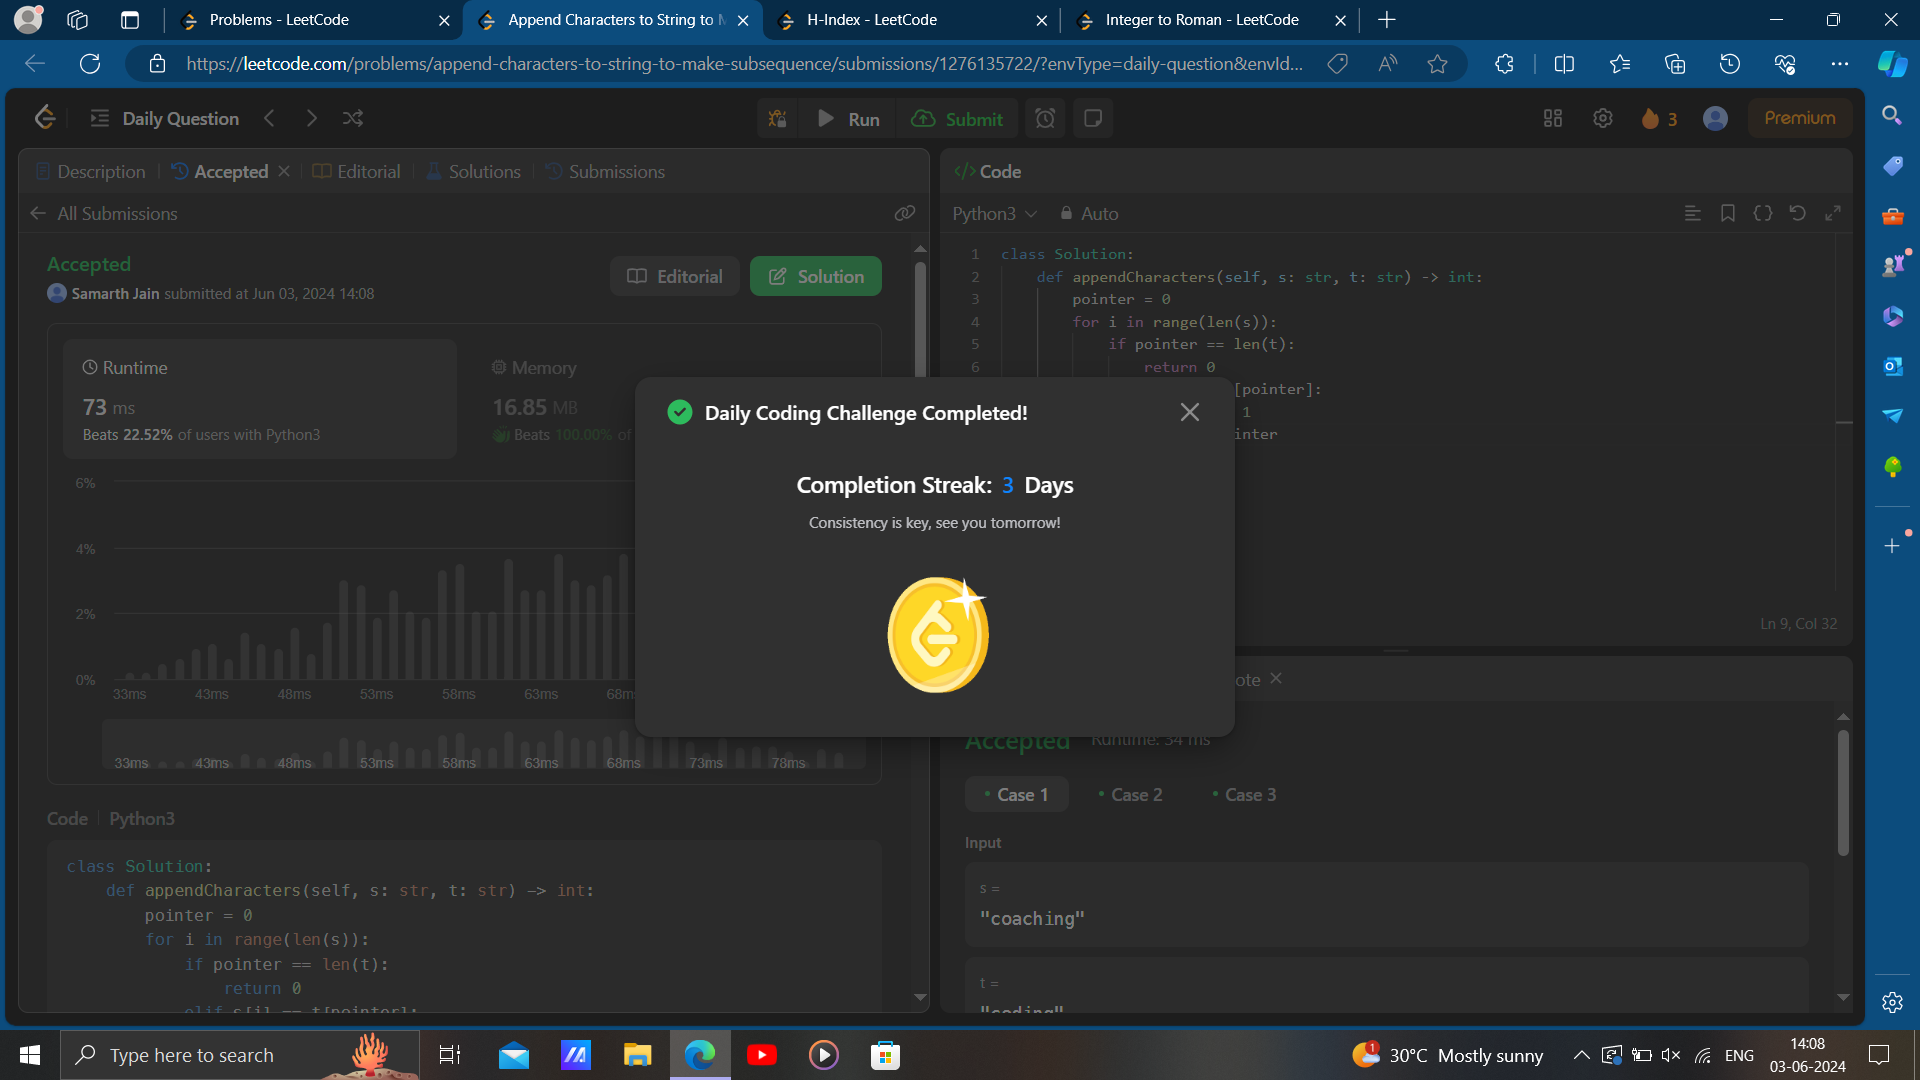 Problems - LeetCode
Append Characters to String to M
H-Index - LeetCode
Integer to Roman - LeetCode
https://leetcode.com/problems/append-characters-to-string-to-make-subsequence/submissions/1276135722/?envType=daily-question&envId...
Daily Question
Run
Submit
3
Premium
Description
Accepted
Editorial
Solutions
Submissions
All Submissions
Accepted
Samarth Jain submitted at Jun 03, 2024 14:08
Editorial
Solution
Runtime
73 ms
Beats 22.52% of users with Python3
Memory
16.85 MB
Beats 100.00% of
6%
4%
2%
0%
33ms 43ms 48ms 53ms 58ms 63ms 68m
33ms 43ms 48ms 53ms 58ms 63ms 68ms 73ms 78ms
Code Python3
class Solution:
def appendCharacters(self, s: str, t: str) -> int:
pointer = 0
for i in range(len(s)):
if pointer == len(t):
return 0
elif s[i] == t[pointer]:
Daily Coding Challenge Completed!
Completion Streak: 3 Days
Consistency is key, see you tomorrow!
Code
Python3
Auto
1 class Solution:
2 def appendCharacters(self, s: str, t: str) -> int:
3 pointer = 0
4 for i in range(len(s)):
5 if pointer == len(t):
6 return 0
[pointer]:
1
inter
Ln 9, Col 32
ote
Accepted
Runtime: 34 ms
Case 1
Case 2
Case 3
Input
s =
"coaching"
t =
"coding"
Type here to search
1
30°C Mostly sunny
ENG
14:08
03-06-2024